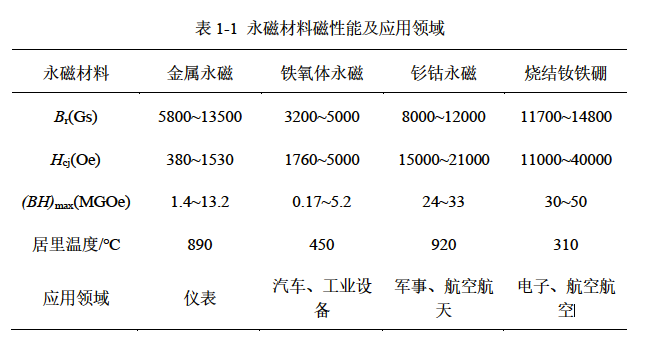 表 1-1 永磁材料磁性能及应用领域
永磁材料 金属永磁 铁氧体永磁 钐钴永磁 烧结钕铁硼
Br(Gs) 5800~13500 3200~5000 8000~12000 11700~14800
Hcj(Oe) 380~1530 1760~5000 15000~21000 11000~40000
(BH)max(MGOe) 1.4~13.2 0.17~5.2 24~33 30~50
居里温度/℃ 890 450 920 310
应用领域 仪表 汽车、工业设备 军事、航空航天 电子、航空航空